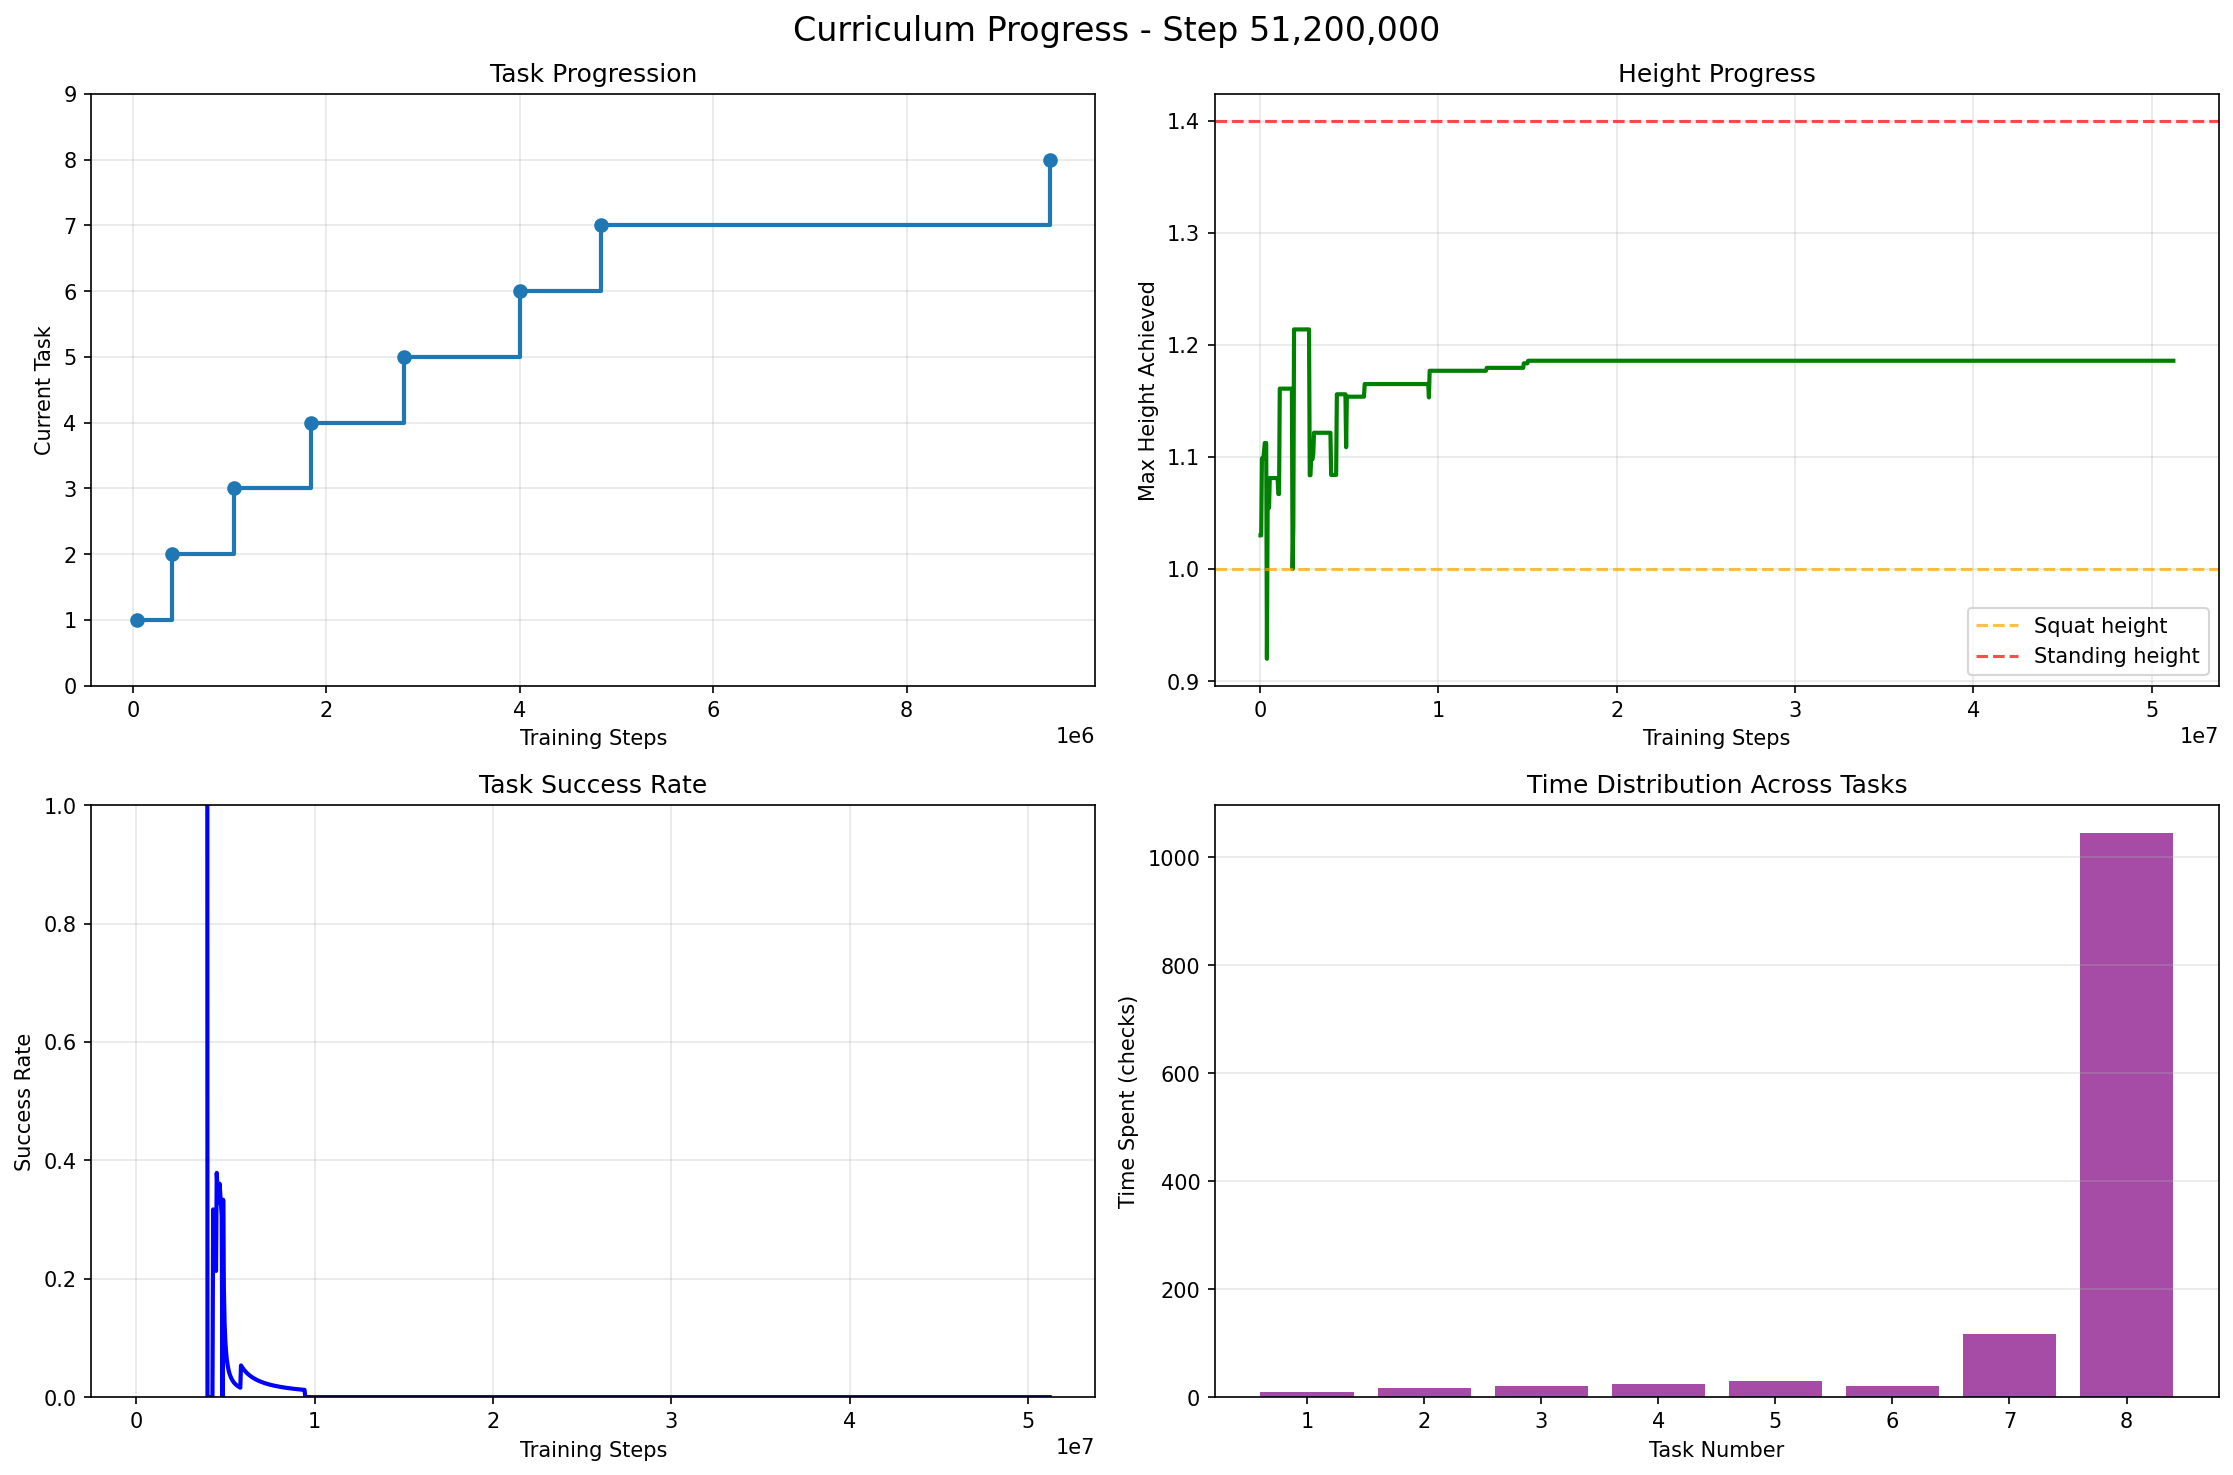 Curriculum Progress - Step 51,200,000
Task Progression
9
8
7
6
5
4
3
2
1
0
Current Task
0 2 4 6 8
1e6
Training Steps
Height Progress
1.4
1.3
1.2
1.1
1.0
0.9
Max Height Achieved
Squat height
Standing height
0 1 2 3 4 5
1e7
Training Steps
Task Success Rate
1.0
0.8
0.6
0.4
0.2
0.0
Success Rate
0 1 2 3 4 5
1e7
Training Steps
Time Distribution Across Tasks
1000
800
600
400
200
0
Time Spent (checks)
1 2 3 4 5 6 7 8
Task Number